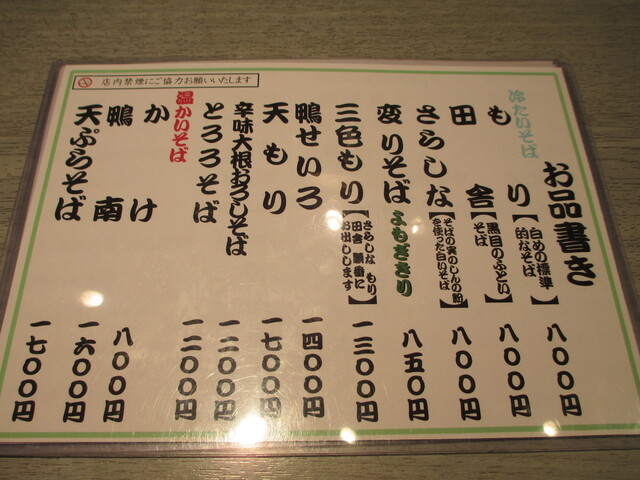 店内禁煙にご協力お願いいたします
お品書き
冷たいそば
もり【白めの標準的なそば】 八〇〇円
田舎【黒目のふといそば】 八〇〇円
さらしな【そばの実のしんの粉を使った白いそば】 八〇〇円
変りそば よもぎきり 八五〇円
三色もり【さらしな もり 田舎 順番にお出しします】 一三〇〇円
鴨せいろ 一四〇〇円
天もり 一七〇〇円
辛味大根おろしそば 一二〇〇円
とろろそば 一二〇〇円
温かいそば
かけ 八〇〇円
鴨南 一六〇〇円
天ぷらそば 一七〇〇円